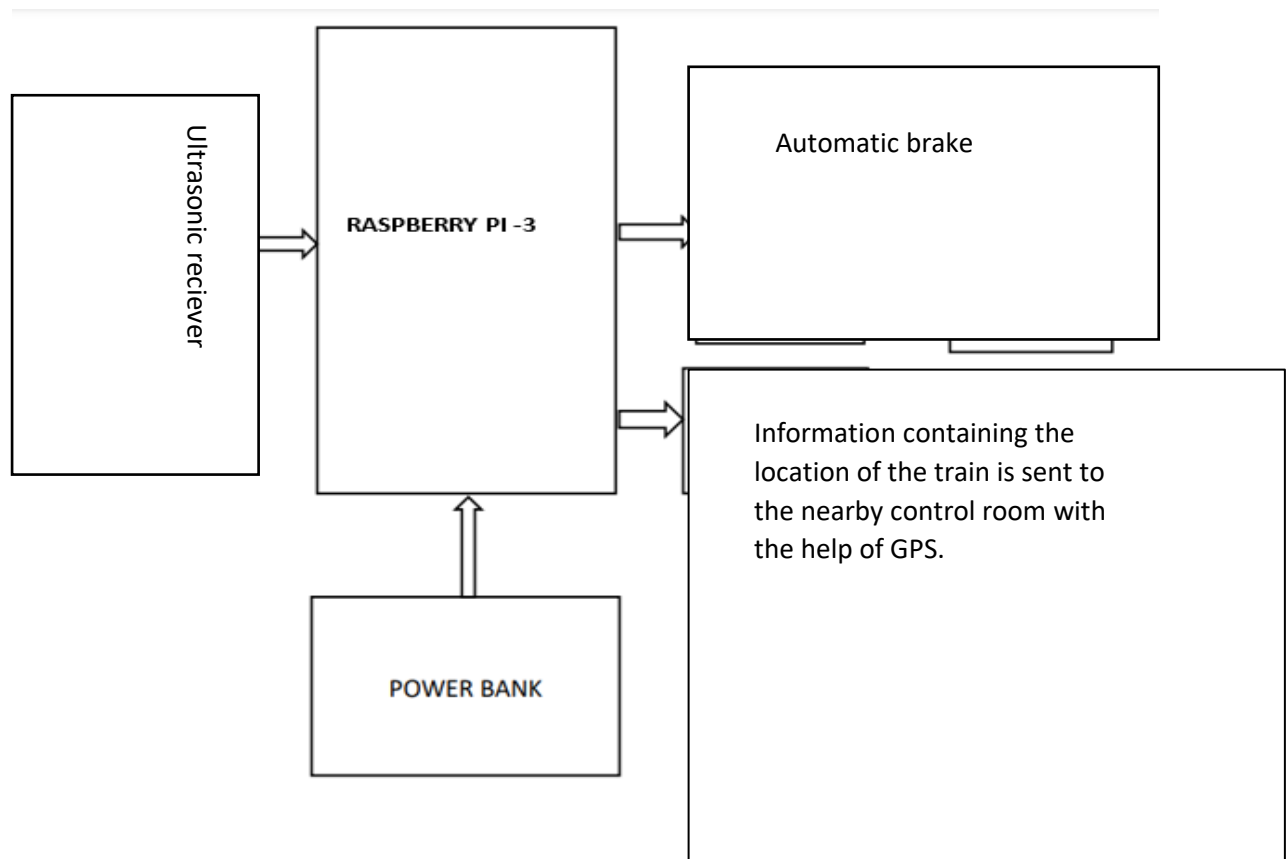 Ultrasonic reciever
RASPBERRY PI -3
Automatic brake
Information containing the
location of the train is sent to
the nearby control room with
the help of GPS.
POWER BANK